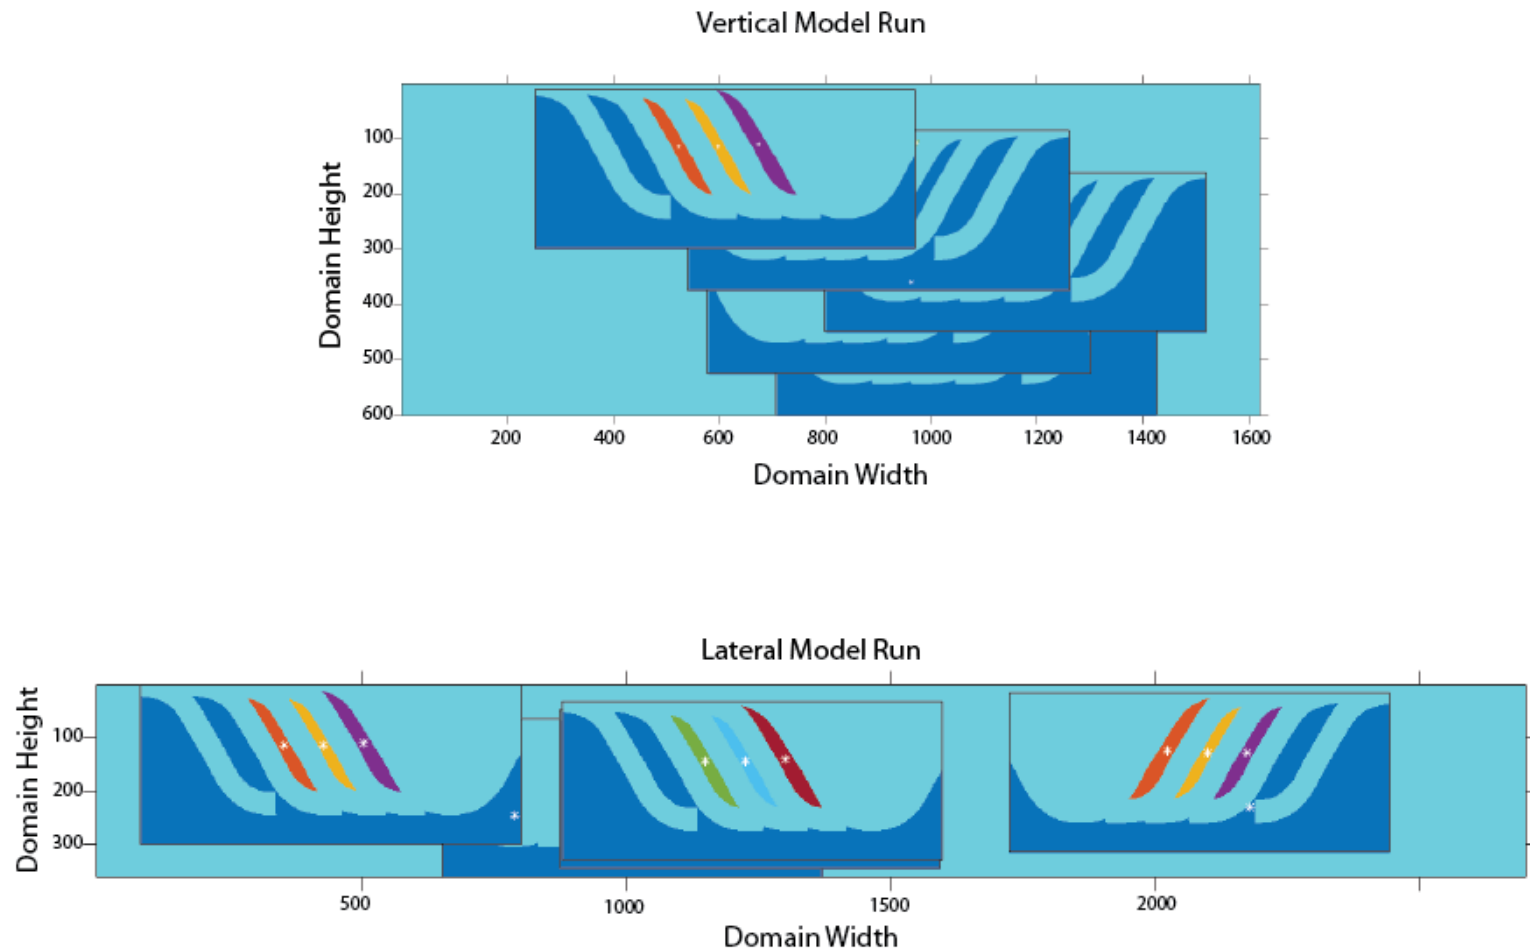 Vertical Model Run
Domain Height
100
200
300
400
500
600
200 400 600 800 1000 1200 1400 1600
Domain Width
Lateral Model Run
Domain Height
100
200
300
500 1000 1500 2000
Domain Width